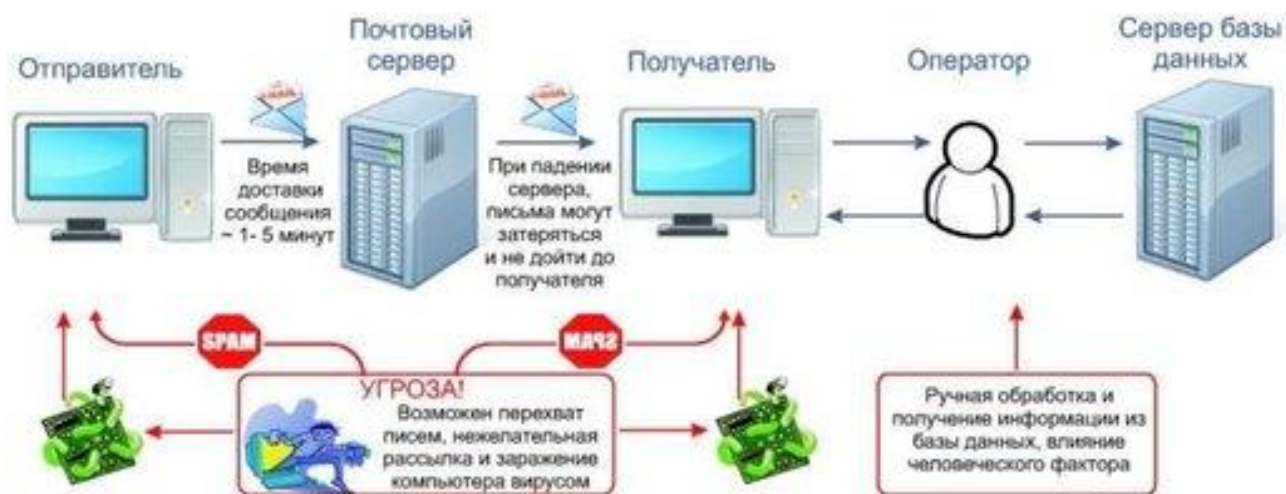 Отправитель
Почтовый
сервер
Получатель
Оператор
Сервер базы
данных
Время
доставки
сообщения
~ 1- 5 минут
При падении
сервера,
письма могут
затеряться
и не дойти до
получателя
SPAM
SPAM
УГРОЗА!
Возможен перехват
писем, нежелательная
рассылка и заражение
компьютера вирусом
Ручная обработка и
получение информации из
базы данных, влияние
человеческого фактора